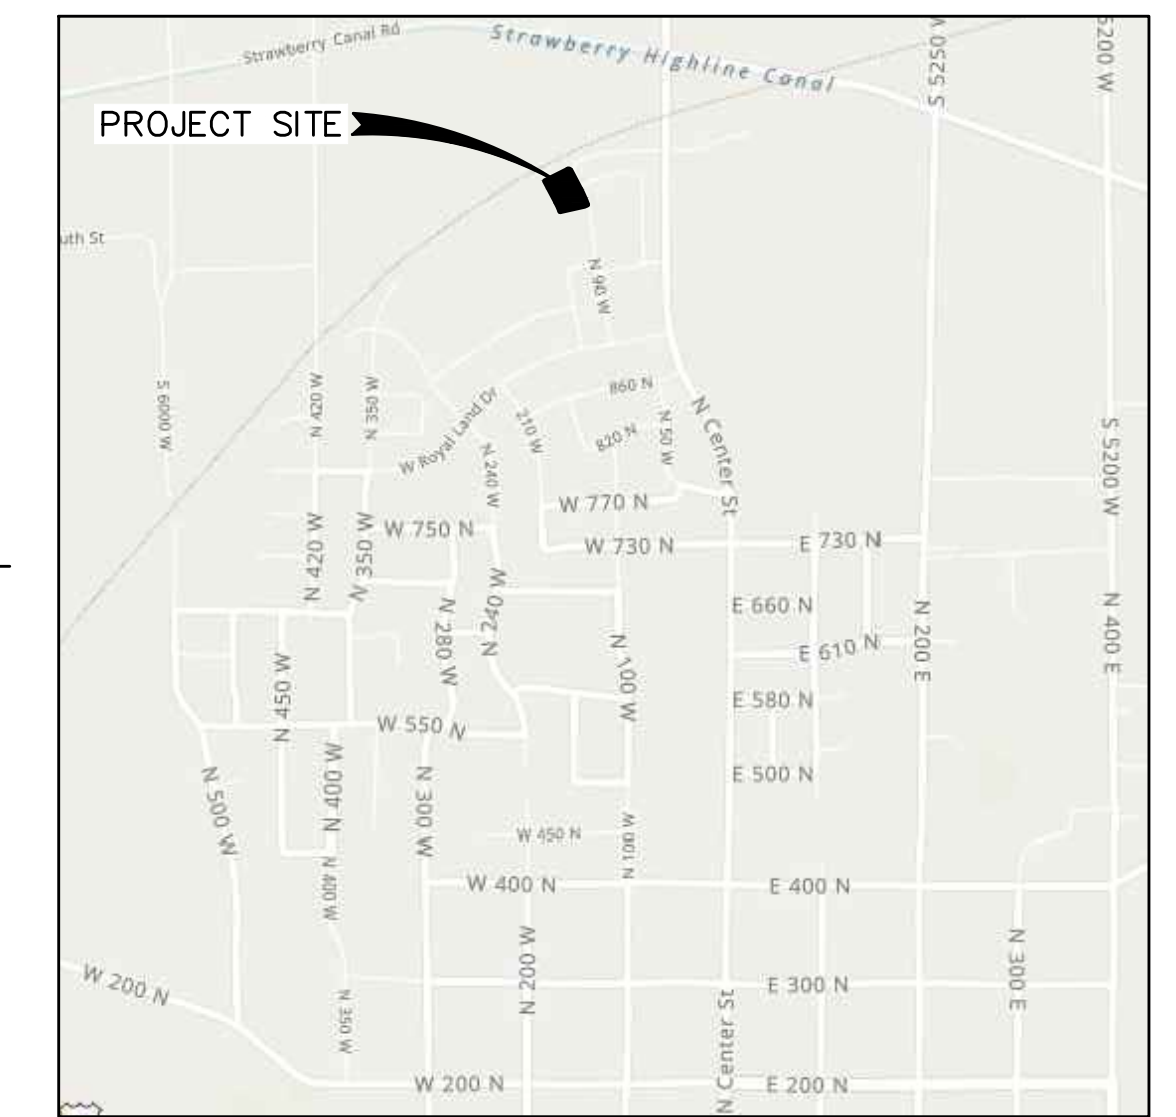 Strawberry Canal Rd
Strawberry Highline Canal
S 5250 W
5200 W
PROJECT SITE
uth St
N 90 W
S 6000 W
N 420 W
N 350 W
W Royal Land Dr
N 240 W
210 W
860 N
820 N
N 50 W
N Center St
S 5200 W
W 770 N
W 750 N
W 730 N
E 730 N
N 420 W
N 350 W
N 280 W
N 240 W
E 660 N
E 610 N
N 200 E
N 400 E
N 100 W
N 450 W
E 580 N
W 550 N
E 500 N
N 500 W
N 400 W
N 300 W
W 450 N
N 100 W
N 400 W
W 400 N
E 400 N
N 200 W
N 300 E
W 200 N
E 300 N
N 350 W
N Center St
W 200 N
E 200 N